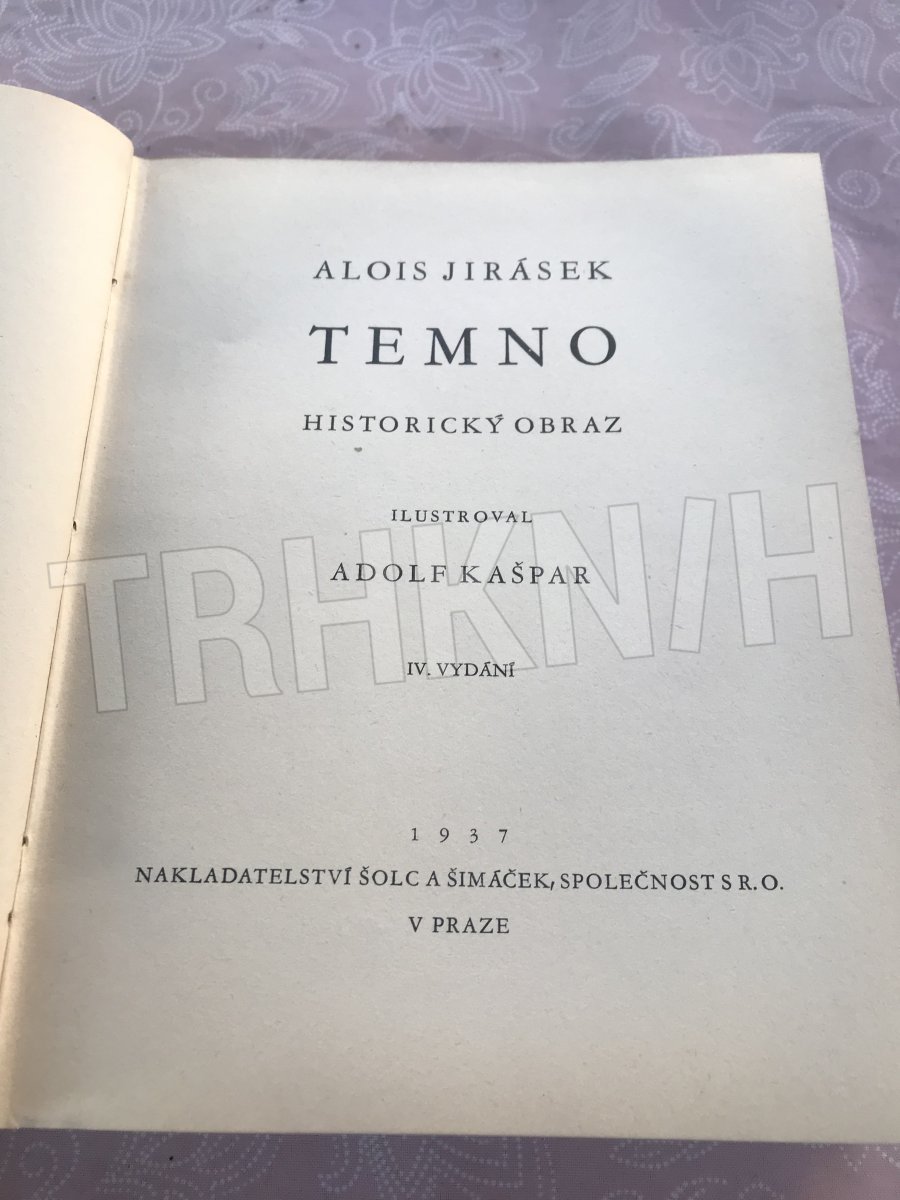 ALOIS JIRÁSEK
TEMNO
HISTORICKÝ OBRAZ
ILUSTROVAL
ADOLF KAŠPAR
TRHKNIH
IV. VYDÁNÍ
1937
NAKLADATELSTVÍ ŠOLC A ŠIMÁČEK, SPOLEČNOST S R. O.
V PRAZE